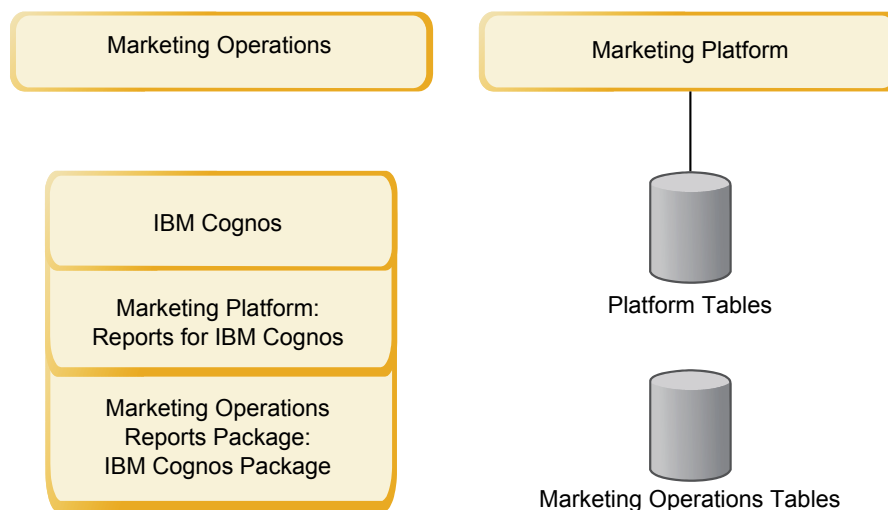 Marketing Operations
Marketing Platform
IBM Cognos
Marketing Platform:
Reports for IBM Cognos
Platform Tables
Marketing Operations
Reports Package:
IBM Cognos Package
Marketing Operations Tables